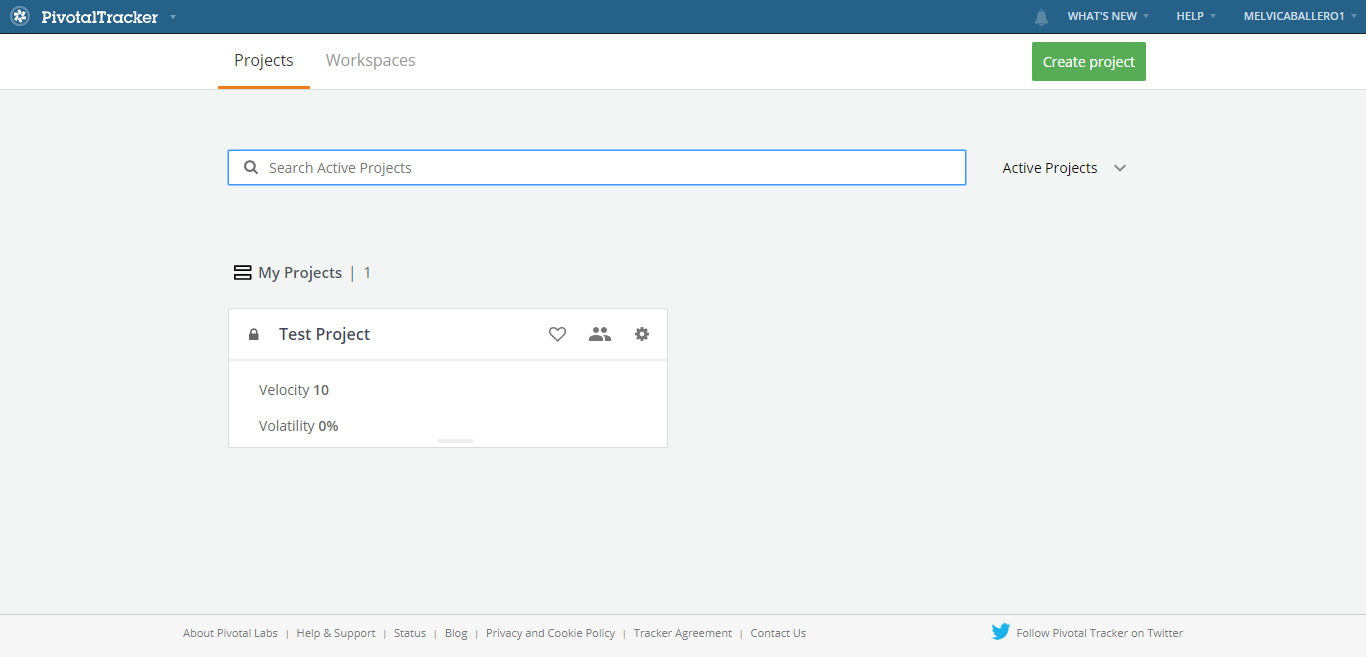 PivotalTracker WHAT'S NEW HELP MELVICABALLERO1
Projects Workspaces Create project
Search Active Projects Active Projects
My Projects | 1
Test Project
Velocity 10
Volatility 0%
About Pivotal Labs | Help & Support | Status | Blog | Privacy and Cookie Policy | Tracker Agreement | Contact Us Follow Pivotal Tracker on Twitter